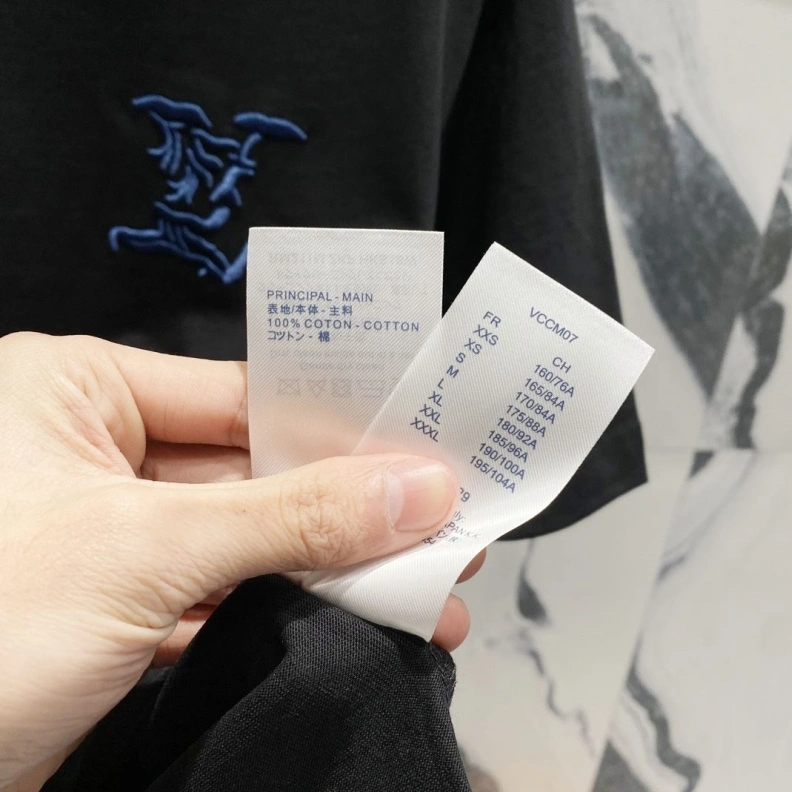 PRINCIPAL - MAIN
表地/本体 - 主料
100% COTON - COTTON
コツトン - 棉
VCCM07
FR CH
XXS 160/76A
XS 165/84A
S 170/84A
M 175/88A
L 180/92A
XL 185/96A
XXL 190/100A
XXXL 195/104A